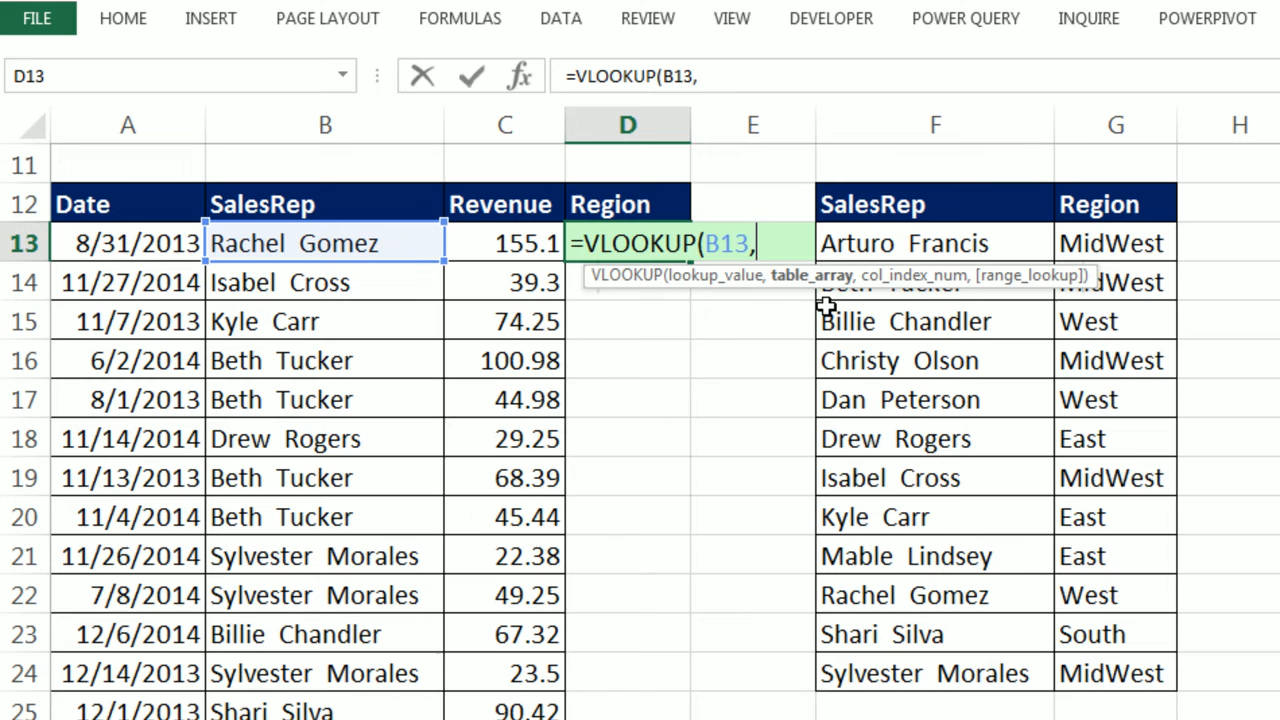 FILE HOME INSERT PAGE LAYOUT FORMULAS DATA REVIEW VIEW DEVELOPER POWER QUERY INQUIRE POWERPIVOT
D13 fx =VLOOKUP(B13,
A B C D E F G H
11
12 Date SalesRep Revenue Region SalesRep Region
13 8/31/2013 Rachel Gomez 155.1 =VLOOKUP(B13, Arturo Francis MidWest
VLOOKUP(lookup_value, table_array, col_index_num, [range_lookup])
14 11/27/2014 Isabel Cross 39.3 Beth Tucker MidWest
15 11/7/2013 Kyle Carr 74.25 Billie Chandler West
16 6/2/2014 Beth Tucker 100.98 Christy Olson MidWest
17 8/1/2013 Beth Tucker 44.98 Dan Peterson West
18 11/14/2014 Drew Rogers 29.25 Drew Rogers East
19 11/13/2013 Beth Tucker 68.39 Isabel Cross MidWest
20 11/4/2014 Beth Tucker 45.44 Kyle Carr East
21 11/26/2014 Sylvester Morales 22.38 Mable Lindsey East
22 7/8/2014 Sylvester Morales 49.25 Rachel Gomez West
23 12/6/2014 Billie Chandler 67.32 Shari Silva South
24 12/14/2013 Sylvester Morales 23.5 Sylvester Morales MidWest
25 12/1/2013 Shari Silva 90.42